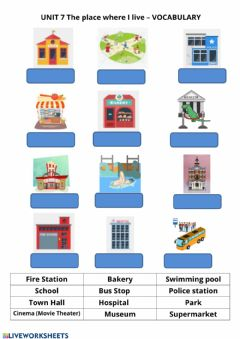 UNIT 7 The place where I live – VOCABULARY
BAKERY
Fire Station Bakery Swimming pool
School Bus Stop Police station
Town Hall Hospital Park
Cinema (Movie Theater) Museum Supermarket
LIVEWORKSHEETS